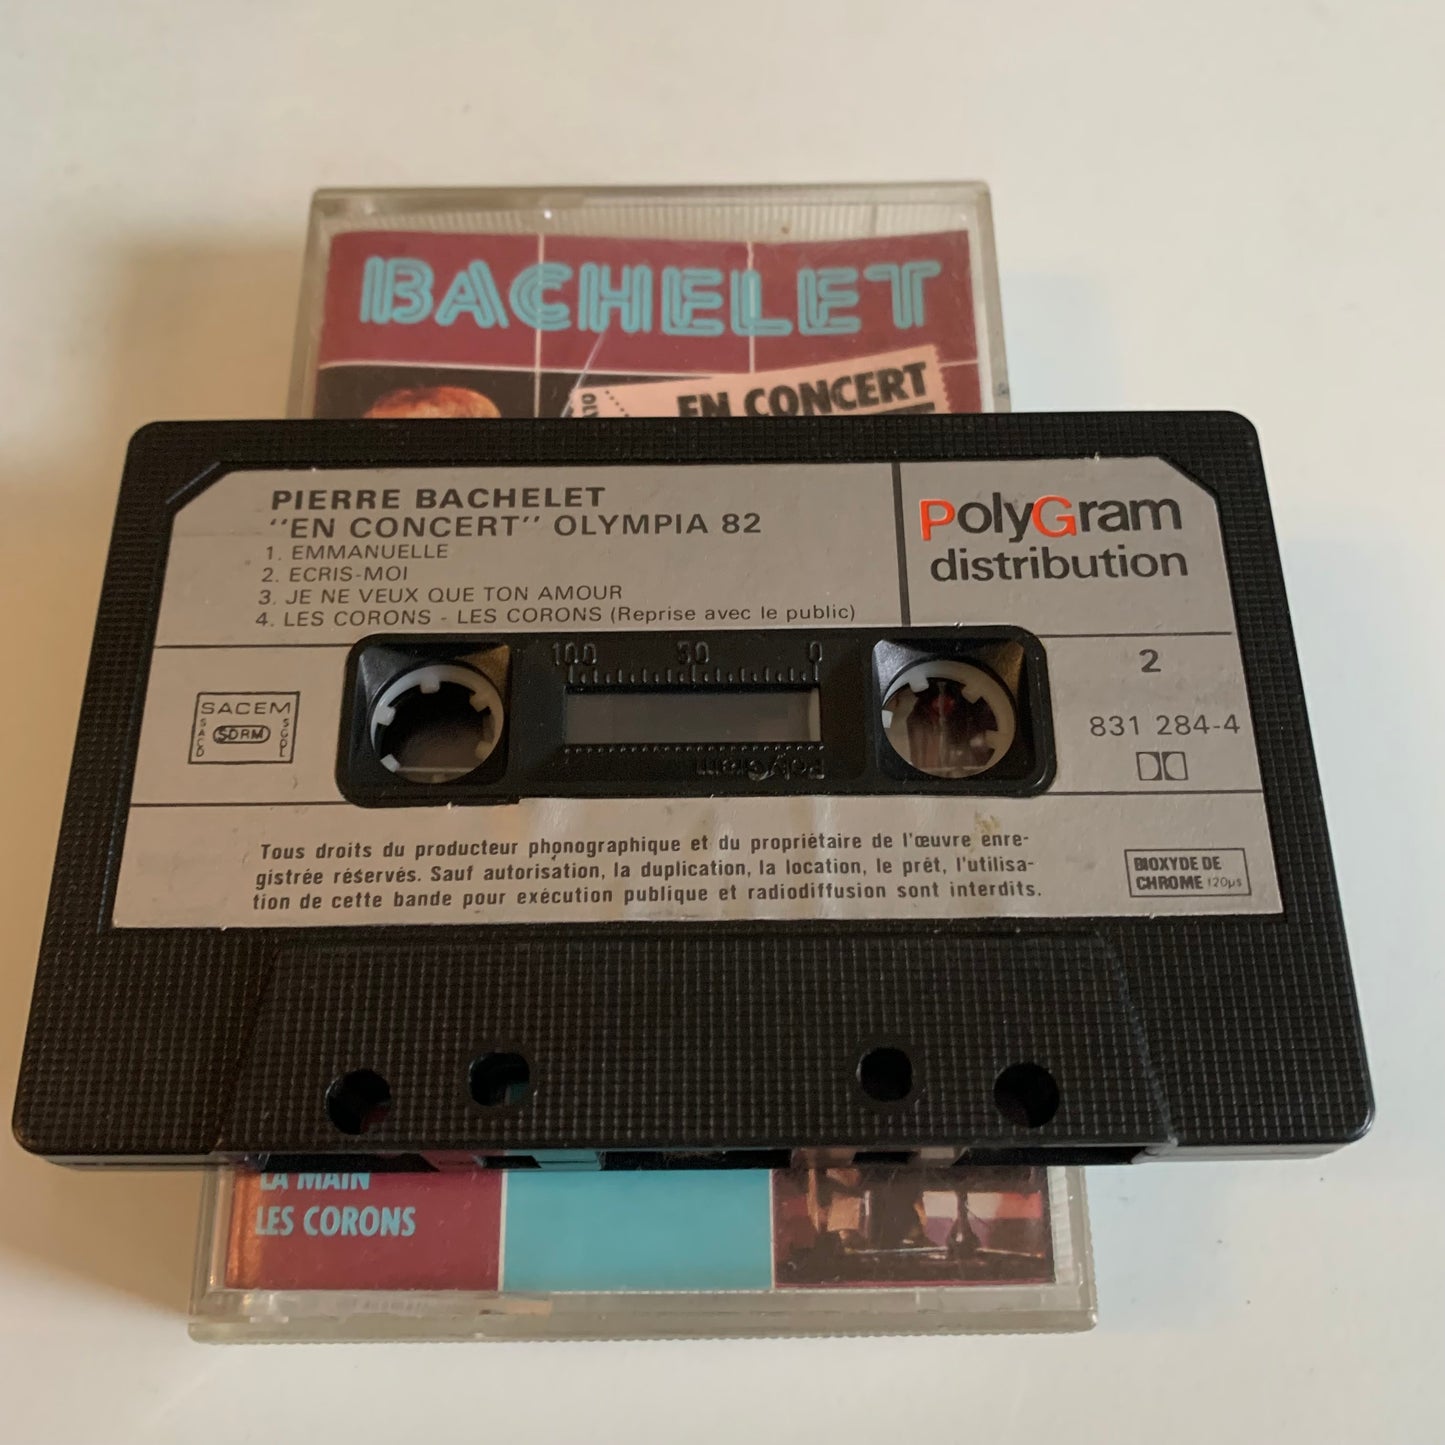 BACHELET
EN CONCERT
PIERRE BACHELET
"EN CONCERT" OLYMPIA 82
1. EMMANUELLE
2. ECRIS-MOI
3. JE NE VEUX QUE TON AMOUR
4. LES CORONS - LES CORONS (Reprise avec le public)
PolyGram
distribution
100 50 0
2
SACEM
SACD
SDRM
SGDL
831 284-4
PolyGram
Tous droits du producteur phonographique et du propriétaire de l'œuvre enre-
gistrée réservés. Sauf autorisation, la duplication, la location, le prêt, l'utilisa-
tion de cette bande pour exécution publique et radiodiffusion sont interdits.
BIOXYDE DE
CHROME 120µs
LA MAIN
LES CORONS